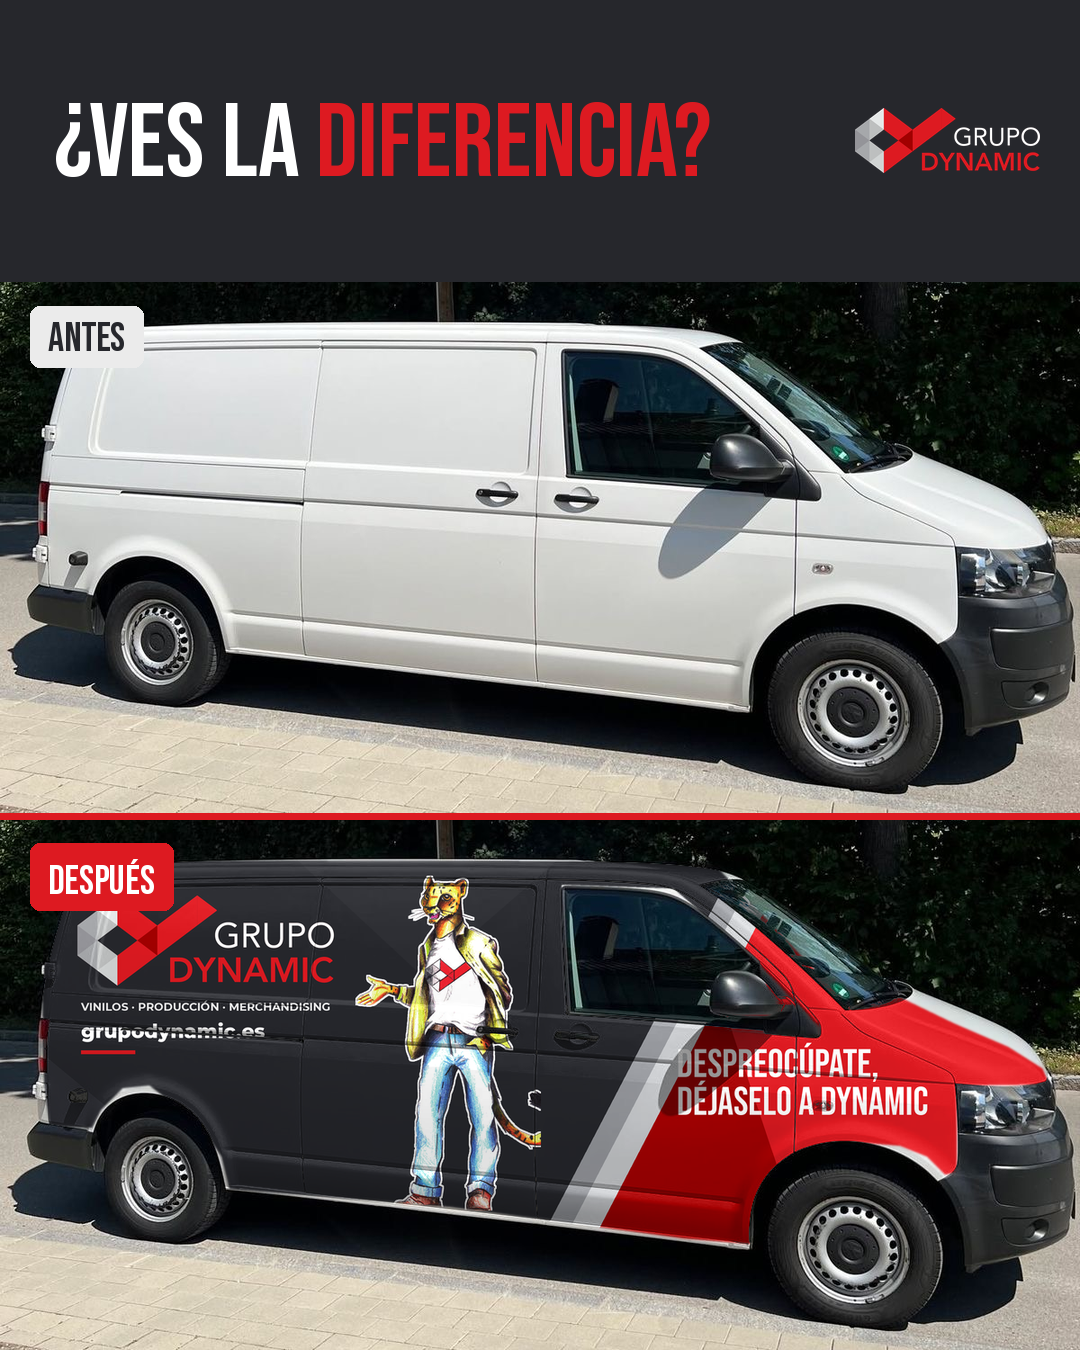 ¿VES LA DIFERENCIA?
GRUPO
DYNAMIC
ANTES
DESPUÉS
GRUPO
DYNAMIC
VINILOS · PRODUCCIÓN · MERCHANDISING
grupodynamic.es
DESPREOCÚPATE,
DÉJASELO A DYNAMIC